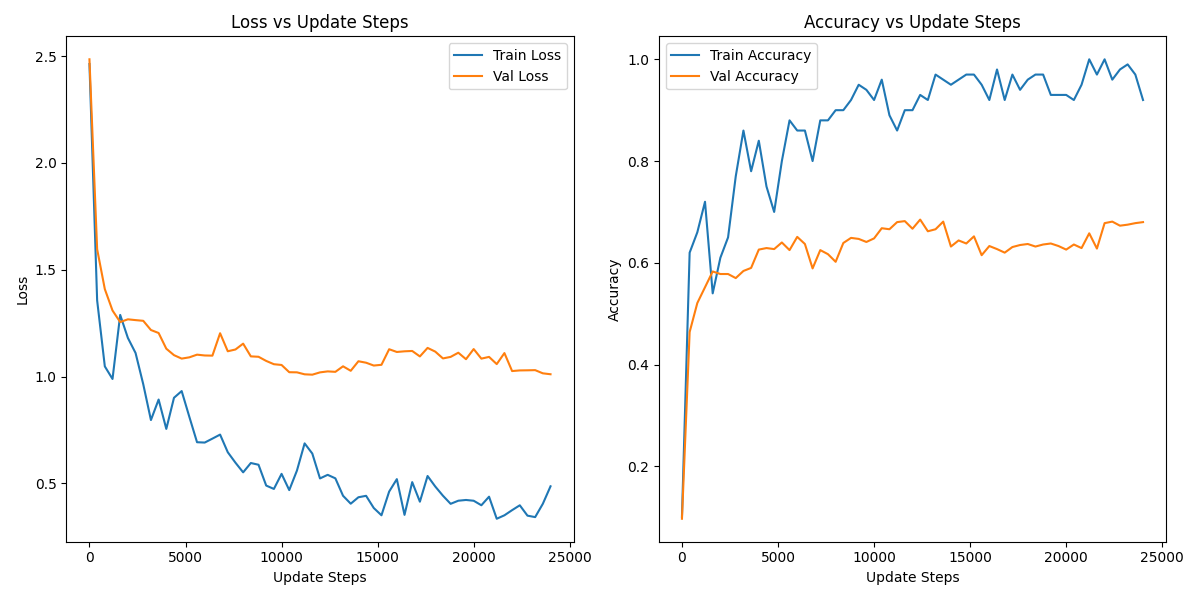 Loss vs Update Steps
Train Loss
Val Loss
2.5
2.0
1.5
1.0
0.5
Loss
0
5000
10000
15000
20000
25000
Update Steps
Accuracy vs Update Steps
Train Accuracy
Val Accuracy
1.0
0.8
0.6
0.4
0.2
Accuracy
0
5000
10000
15000
20000
25000
Update Steps